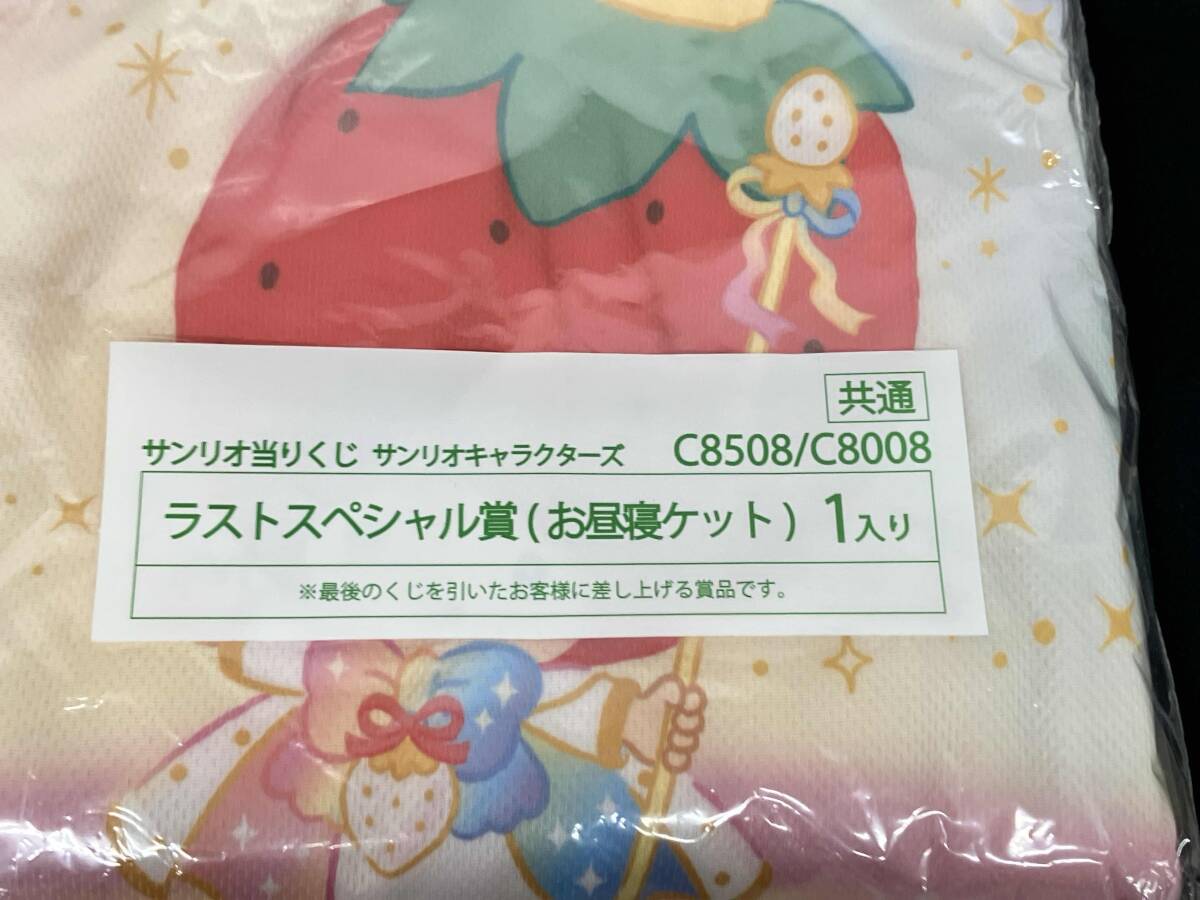 共通
サンリオ当りくじ サンリオキャラクターズ C8508/C8008
ラストスペシャル賞(お昼寝ケット) 1入り
※最後のくじを引いたお客様に差し上げる賞品です。